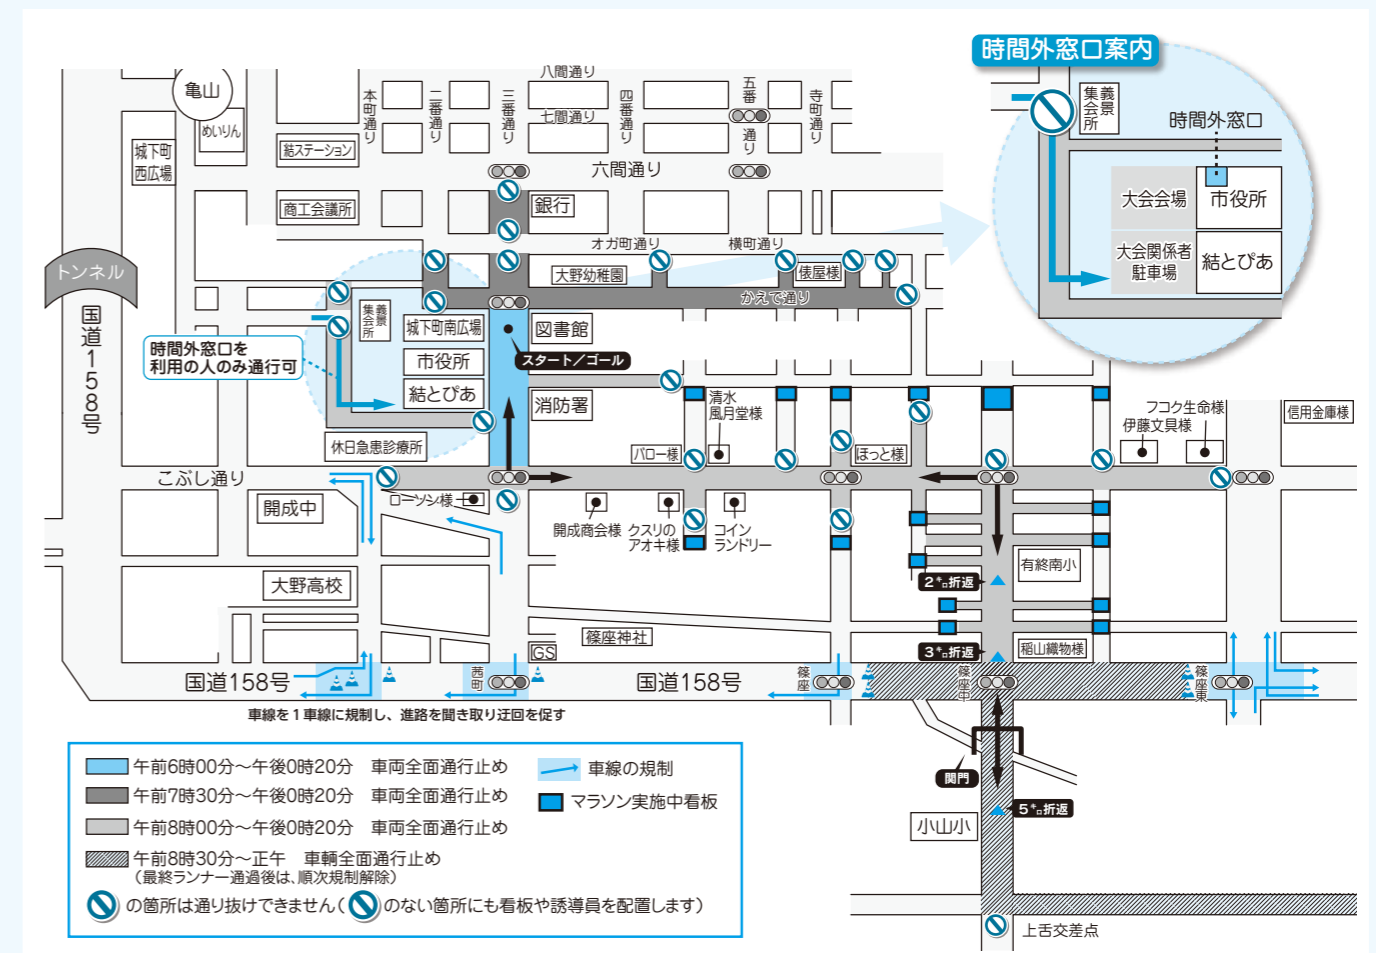 時間外窓口案内
義景
集会所
時間外窓口
大会会場
市役所
大会関係者
駐車場
結とぴあ
亀山
めいりん
城下町
西広場
本町通り
二番通り
三番通り
四番通り
五番
通り
寺町通り
八間通り
七間通り
六間通り
結ステーション
商工会議所
銀行
オガ町通り
横町通り
大野幼稚園
俵屋様
かえで通り
トンネル
国道158号
時間外窓口を
利用の人のみ通行可
義景
集会所
城下町南広場
市役所
結とぴあ
図書館
スタート／ゴール
消防署
休日急患診療所
清水
風月堂様
バロー様
ほっと様
フコク生命様
伊藤文具様
信用金庫様
こぶし通り
開成中
ローソン様
開成商会様
クスリの
アオキ様
コイン
ランドリー
大野高校
有終南小
2㌔折返
篠座神社
GS
3㌔折返
稲山織物様
国道158号
茜町
国道158号
篠座
篠座中
篠座東
車線を1車線に規制し、進路を聞き取り迂回を促す
関門
5㌔折返
小山小
上舌交差点
午前6時00分～午後0時20分　車両全面通行止め
午前7時30分～午後0時20分　車両全面通行止め
午前8時00分～午後0時20分　車両全面通行止め
午前8時30分～正午　車輌全面通行止め
（最終ランナー通過後は、順次規制解除）
車線の規制
マラソン実施中看板
の箇所は通り抜けできません（のない箇所にも看板や誘導員を配置します）